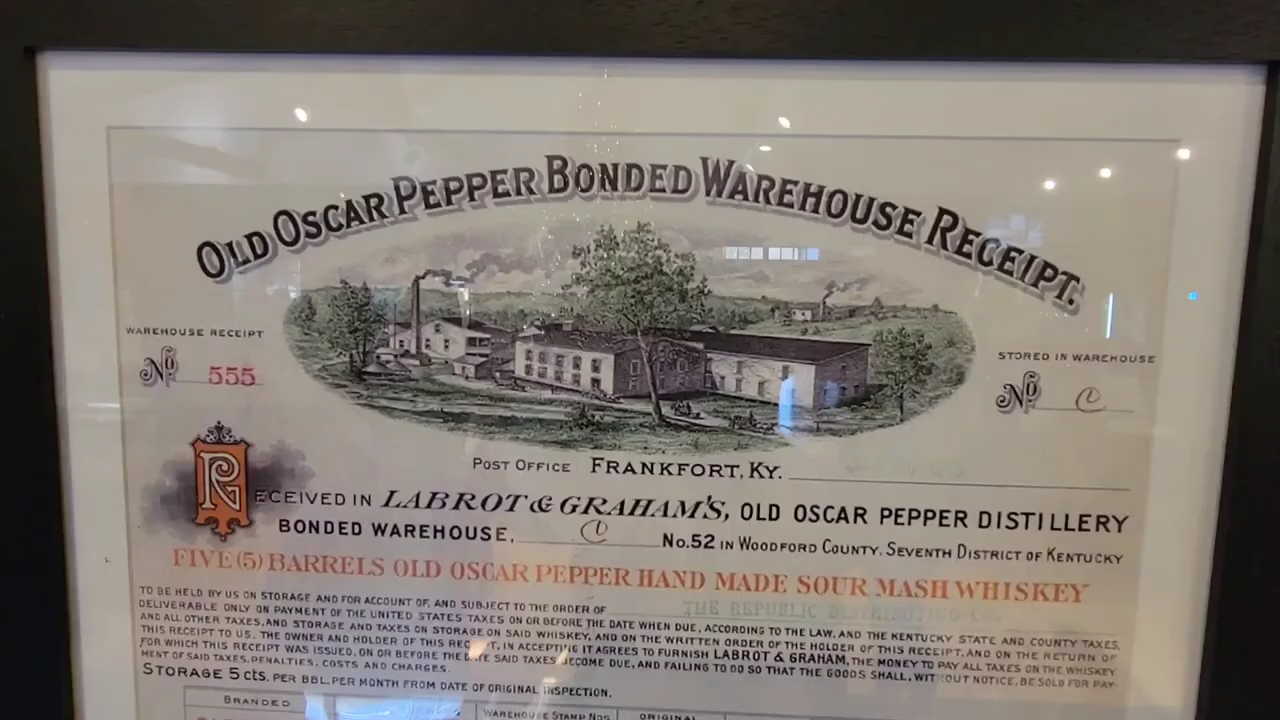 OLD OSCAR PEPPER BONDED WAREHOUSE RECEIPT.
WAREHOUSE RECEIPT
No 555
STORED IN WAREHOUSE
No C
POST OFFICE FRANKFORT, KY.
RECEIVED IN LABROT & GRAHAM'S, OLD OSCAR PEPPER DISTILLERY
BONDED WAREHOUSE, C No. 52 IN WOODFORD COUNTY, SEVENTH DISTRICT OF KENTUCKY
FIVE (5) BARRELS OLD OSCAR PEPPER HAND MADE SOUR MASH WHISKEY
TO BE HELD BY US ON STORAGE AND FOR ACCOUNT OF, AND SUBJECT TO THE ORDER OF THE REPUBLIC DISTRIBUTING CO.
DELIVERABLE ONLY ON PAYMENT OF THE UNITED STATES TAXES ON OR BEFORE THE DATE WHEN DUE, ACCORDING TO THE LAW, AND THE KENTUCKY STATE AND COUNTY TAXES,
AND ALL OTHER TAXES, AND STORAGE AND TAXES ON STORAGE ON SAID WHISKEY, AND ON THE WRITTEN ORDER OF THE HOLDER OF THIS RECEIPT, AND ON THE RETURN OF
THIS RECEIPT TO US. THE OWNER AND HOLDER OF THIS RECEIPT, IN ACCEPTING IT AGREES TO FURNISH LABROT & GRAHAM, THE MONEY TO PAY ALL TAXES ON THE WHISKEY
FOR WHICH THIS RECEIPT WAS ISSUED, ON OR BEFORE THE DATE SAID TAXES BECOME DUE, AND FAILING TO DO SO THAT THE GOODS SHALL, WITHOUT NOTICE, BE SOLD FOR PAY-
MENT OF SAID TAXES, PENALTIES, COSTS AND CHARGES.
STORAGE 5 CTS. PER BBL. PER MONTH FROM DATE OF ORIGINAL INSPECTION.
BRANDED WAREHOUSE STAMP NOS ORIGINAL